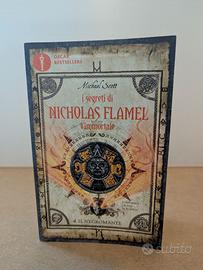 OSCAR
BESTSELLERS
Michael Scott
I segreti di
NICHOLAS FLAMEL
l'immortale
4. IL NEGROMANTE
subito